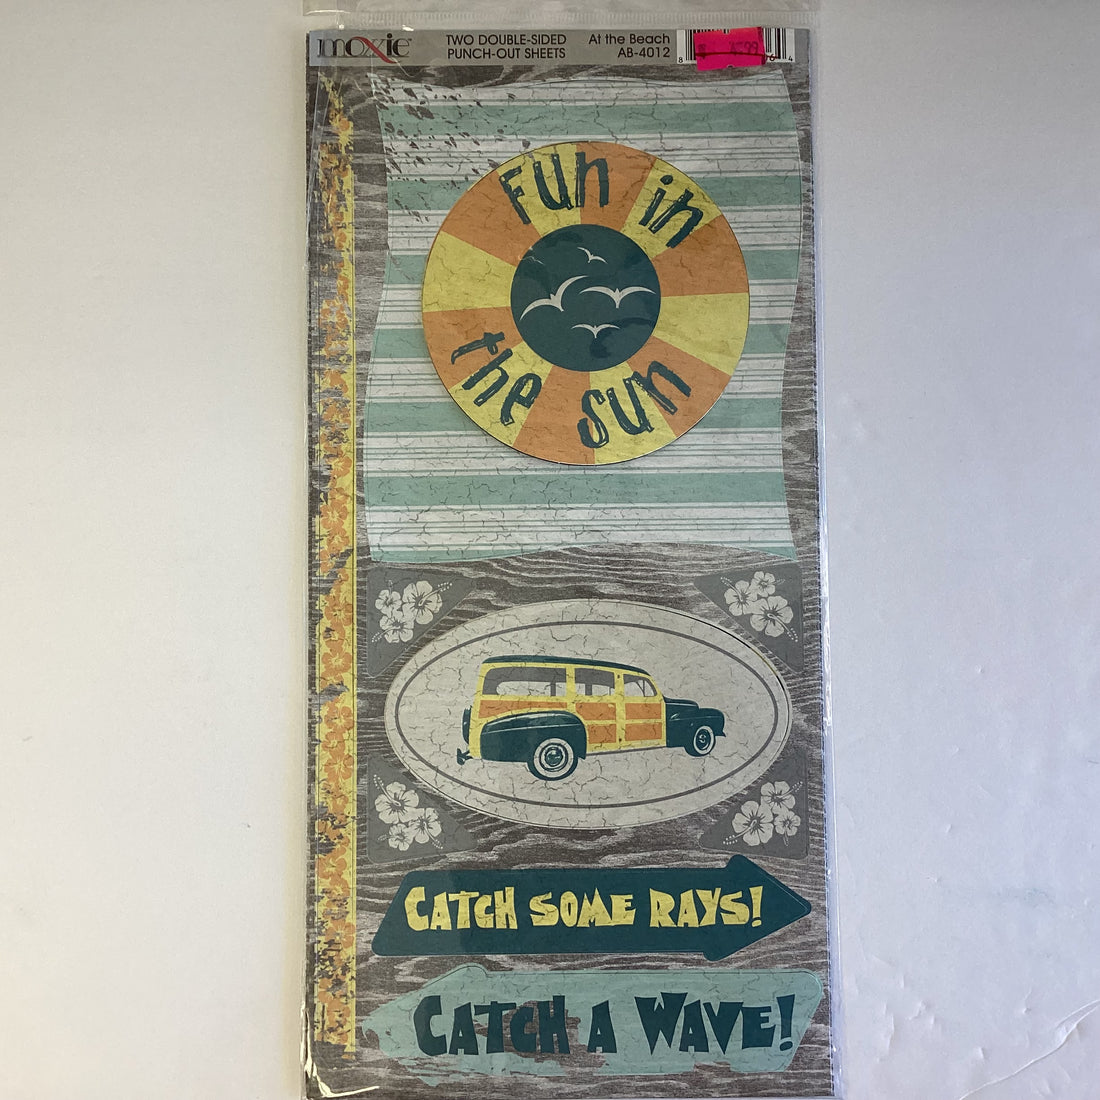 moxie
TWO DOUBLE-SIDED
PUNCH-OUT SHEETS
At the Beach
AB-4012
Fun in
the sun
CATCH SOME RAYS!
CATCH A WAVE!